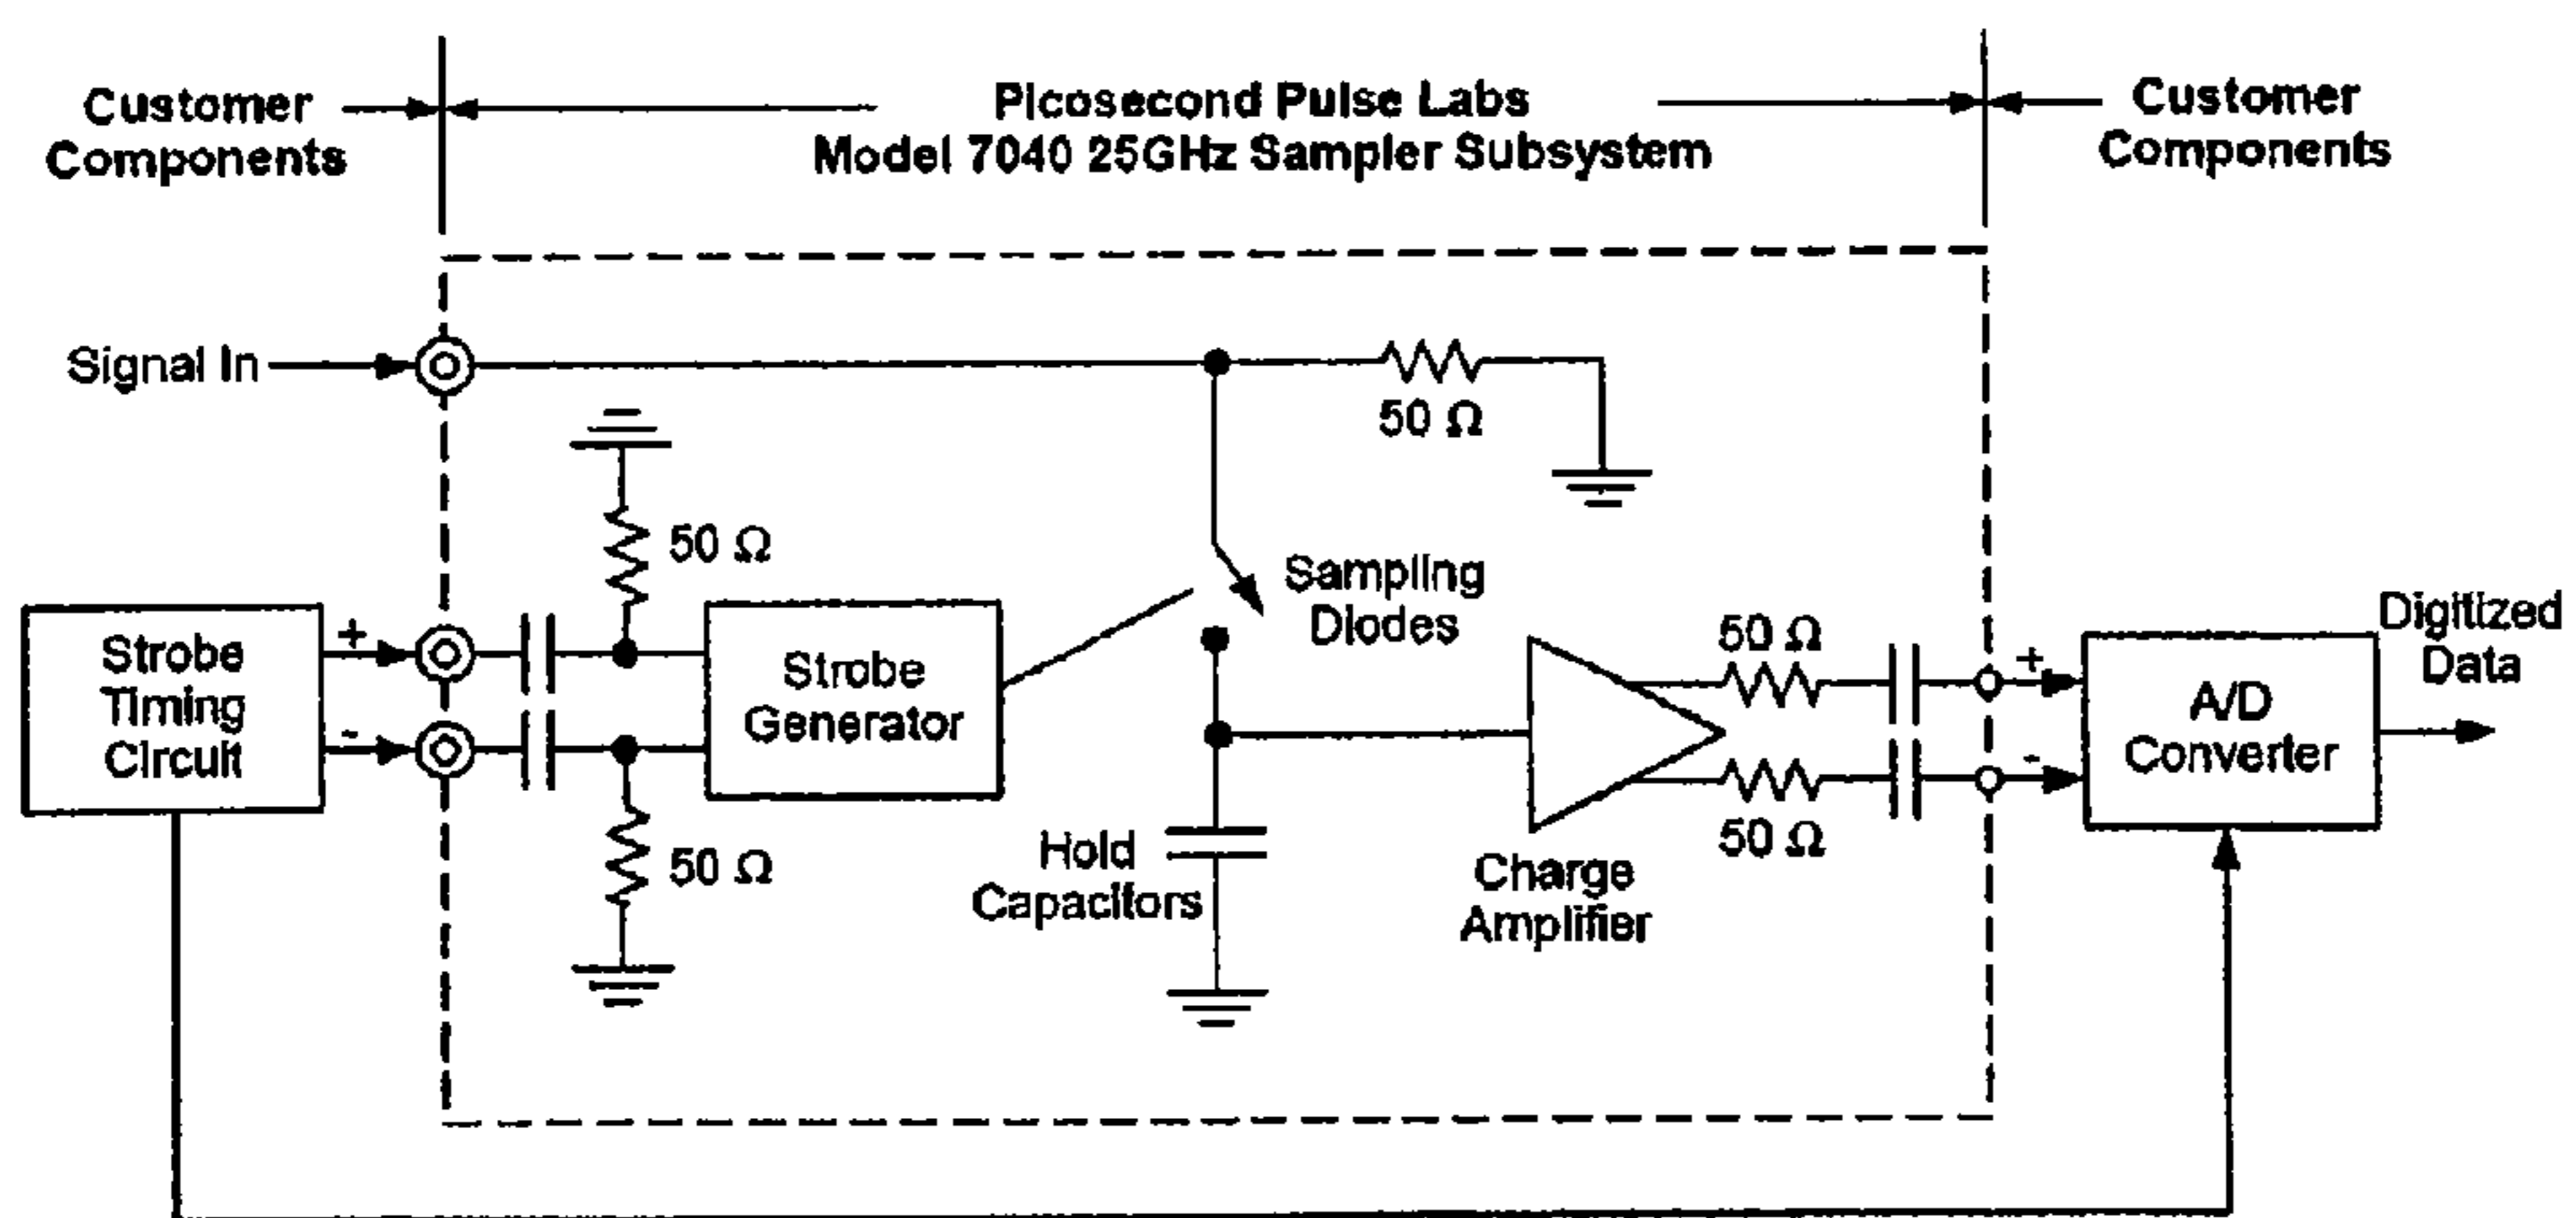 Customer
Components
Picosecond Pulse Labs
Model 7040 25GHz Sampler Subsystem
Customer
Components
Signal In
50 Ω
50 Ω
Sampling
Diodes
Strobe
Timing
Circuit
+
-
Strobe
Generator
50 Ω
Hold
Capacitors
50 Ω
50 Ω
Charge
Amplifier
+
-
A/D
Converter
Digitized
Data